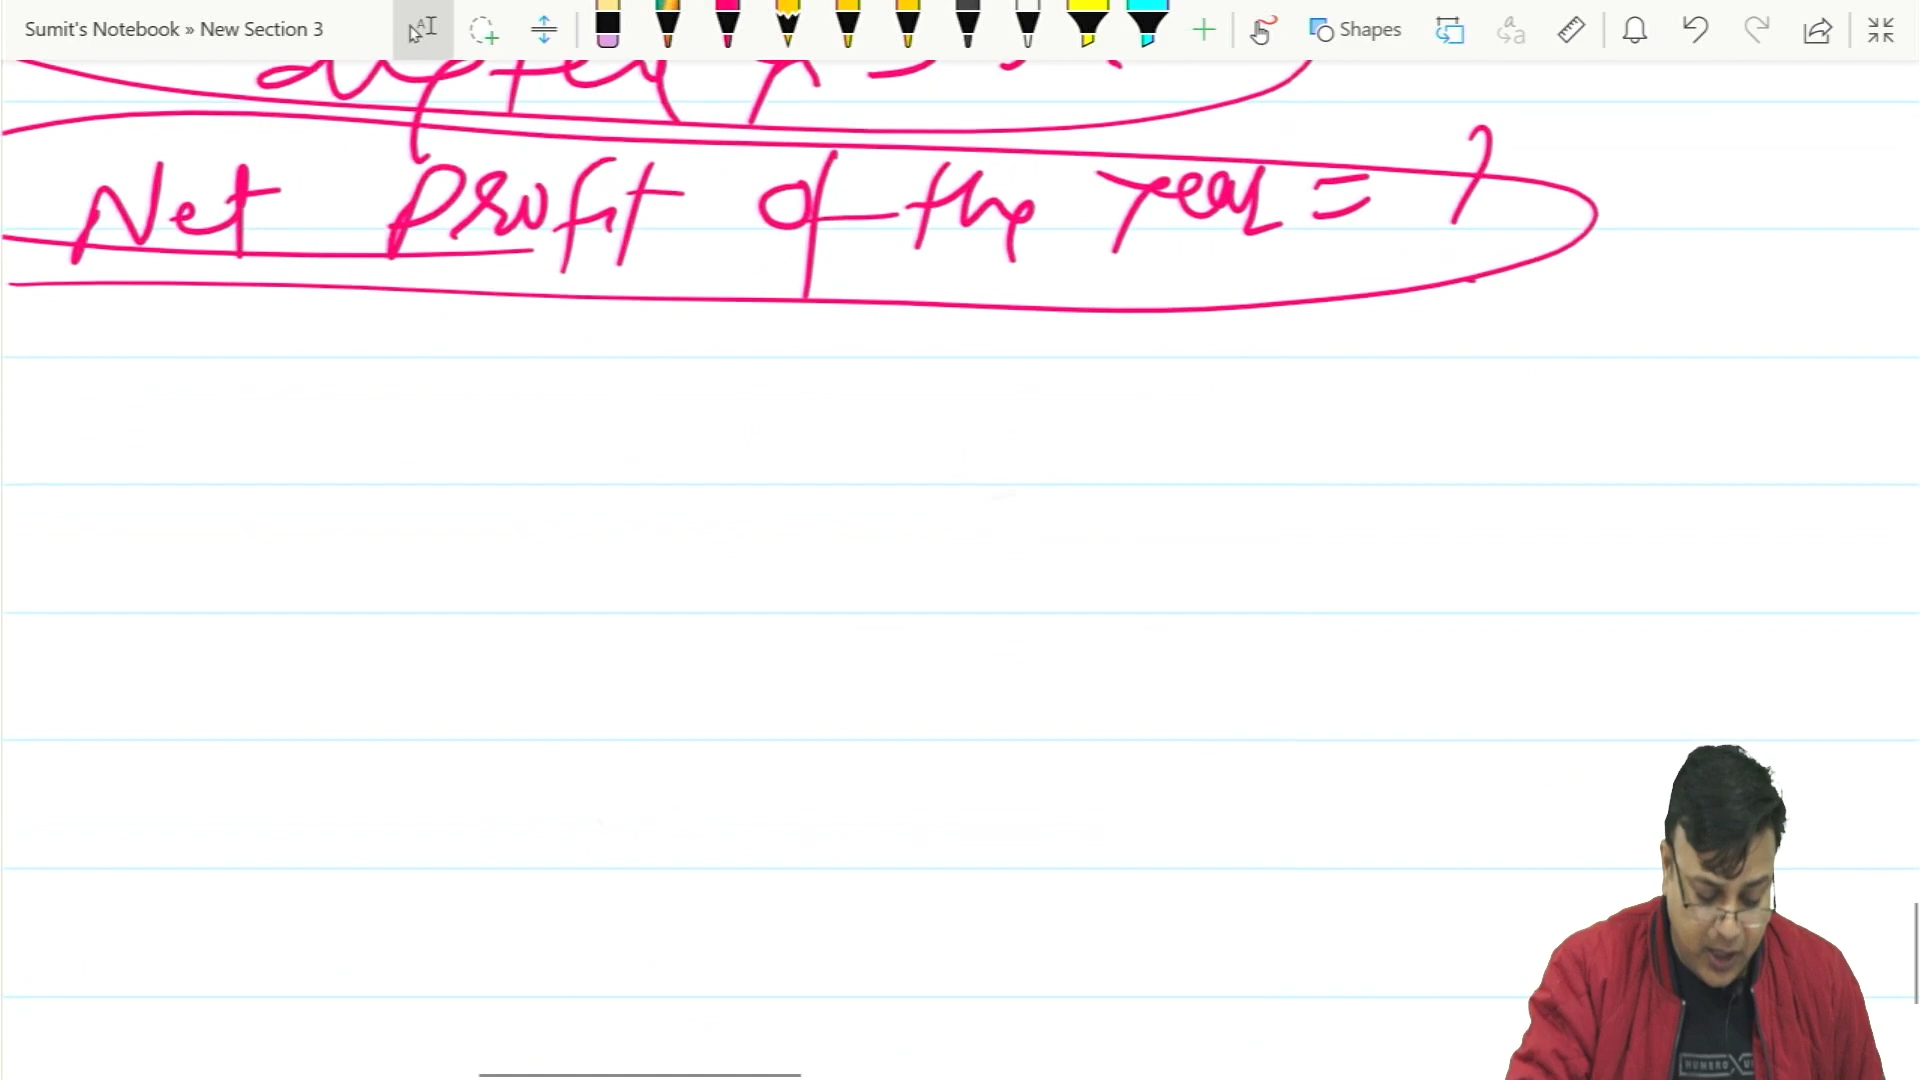 Sumit's Notebook » New Section 3
Shapes
Net Profit of the year = ?